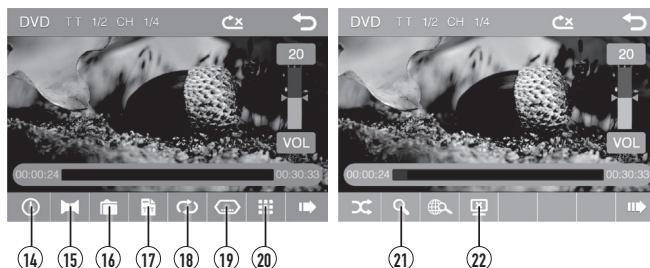 DVD TT 1/2 CH 1/4
20
VOL
00:00:24 00:30:33
14 15 16 17 18 19 20
DVD TT 1/2 CH 1/4
20
VOL
00:00:24 00:30:33
21 22